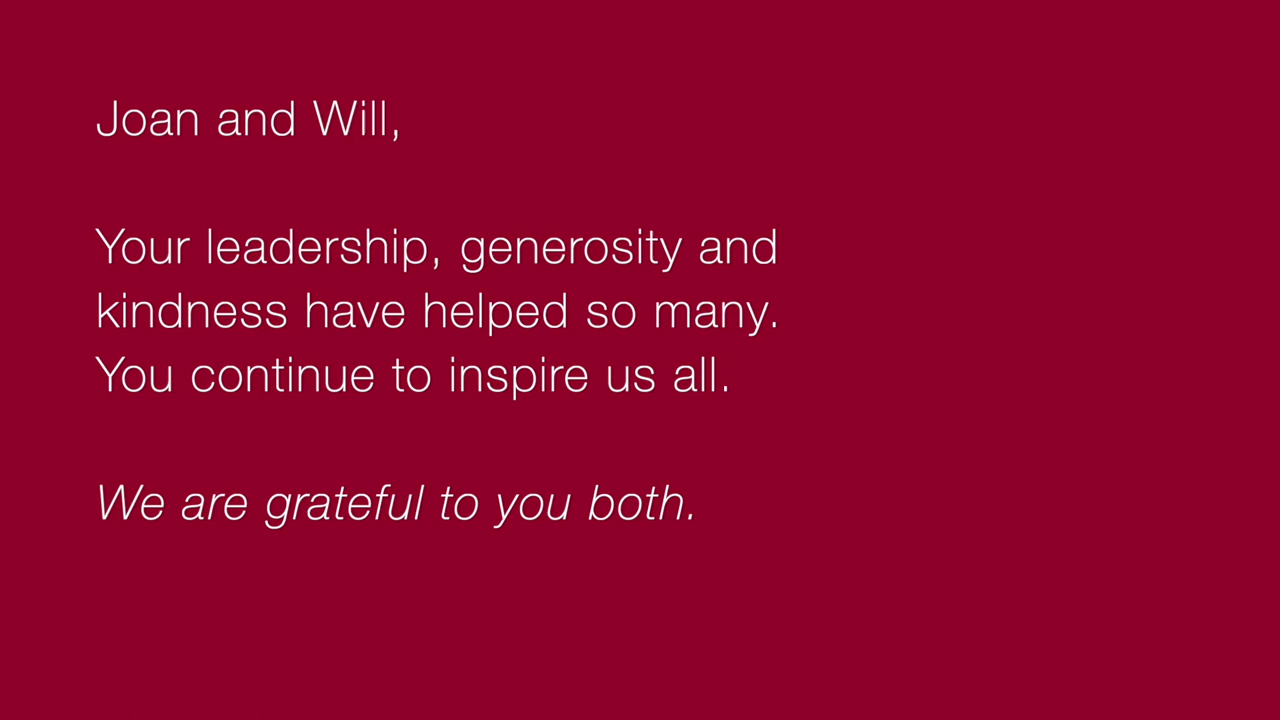 Joan and Will,
Your leadership, generosity and
kindness have helped so many.
You continue to inspire us all.
We are grateful to you both.